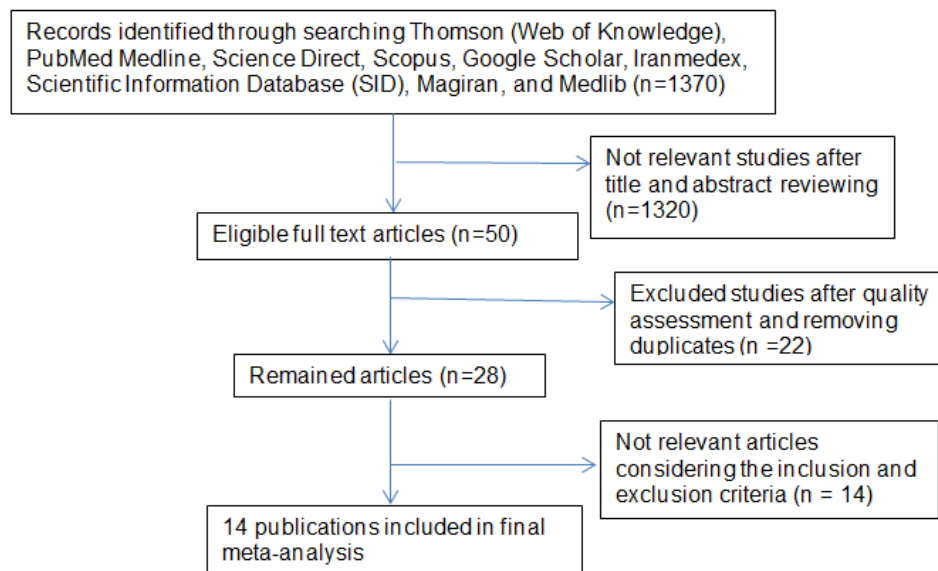 Records identified through searching Thomson (Web of Knowledge),
PubMed Medline, Science Direct, Scopus, Google Scholar, Iranmedex,
Scientific Information Database (SID), Magiran, and Medlib (n=1370)
Not relevant studies after
title and abstract reviewing
(n=1320)
Eligible full text articles (n=50)
Excluded studies after quality
assessment and removing
duplicates (n =22)
Remained articles (n=28)
Not relevant articles
considering the inclusion and
exclusion criteria (n = 14)
14 publications included in final
meta-analysis